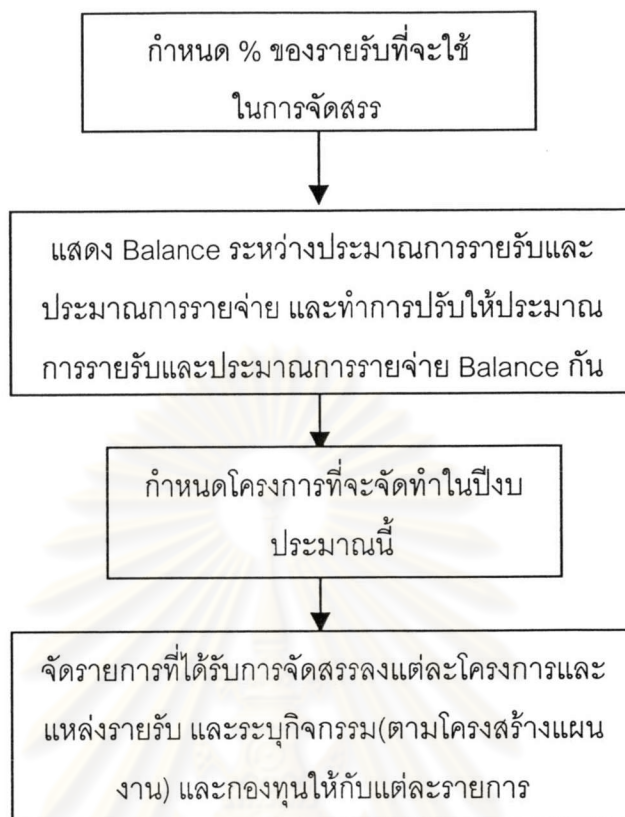 กำหนด % ของรายรับที่จะใช้
ในการจัดสรร
แสดง Balance ระหว่างประมาณการรายรับและ
ประมาณการรายจ่าย และทำการปรับให้ประมาณ
การรายรับและประมาณการรายจ่าย Balance กัน
กำหนดโครงการที่จะจัดทำในปีงบ
ประมาณนี้
จัดรายการที่ได้รับการจัดสรรลงแต่ละโครงการและ
แหล่งรายรับ และระบุกิจกรรม(ตามโครงสร้างแผน
งาน) และกองทุนให้กับแต่ละรายการ